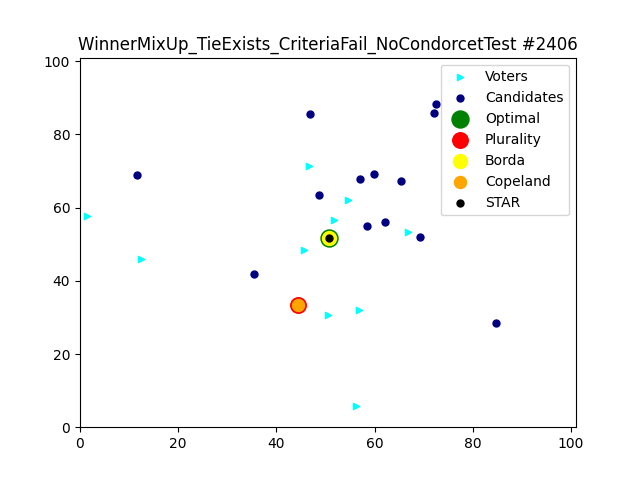 WinnerMixUp_TieExists_CriteriaFail_NoCondorcetTest #2406
100
80
60
40
20
0
0 20 40 60 80 100
Voters
Candidates
Optimal
Plurality
Borda
Copeland
STAR